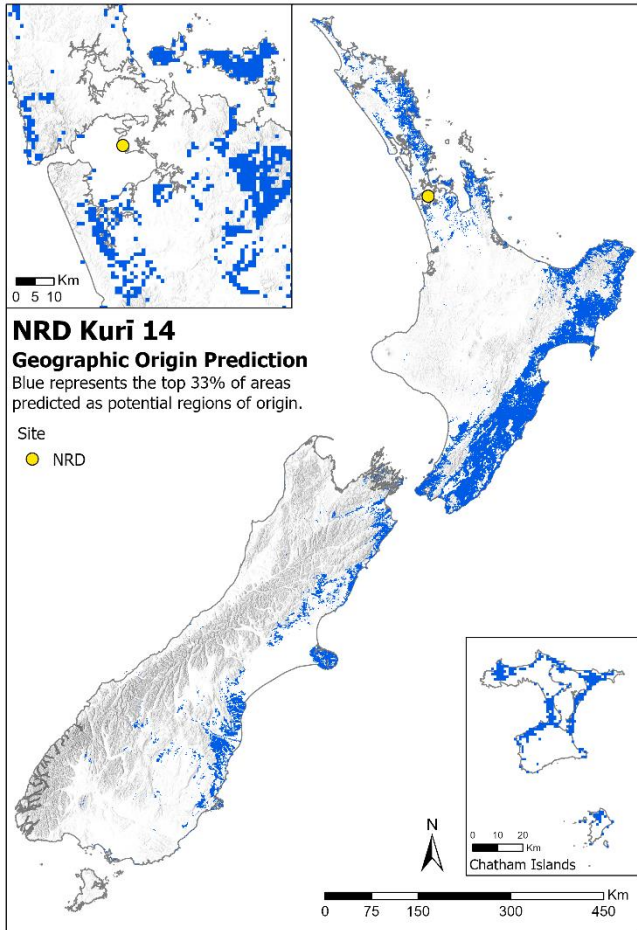 Km
0 5 10
NRD Kurī 14
Geographic Origin Prediction
Blue represents the top 33% of areas
predicted as potential regions of origin.
Site
NRD
N
0 10 20
Km
Chatham Islands
Km
0 75 150 300 450